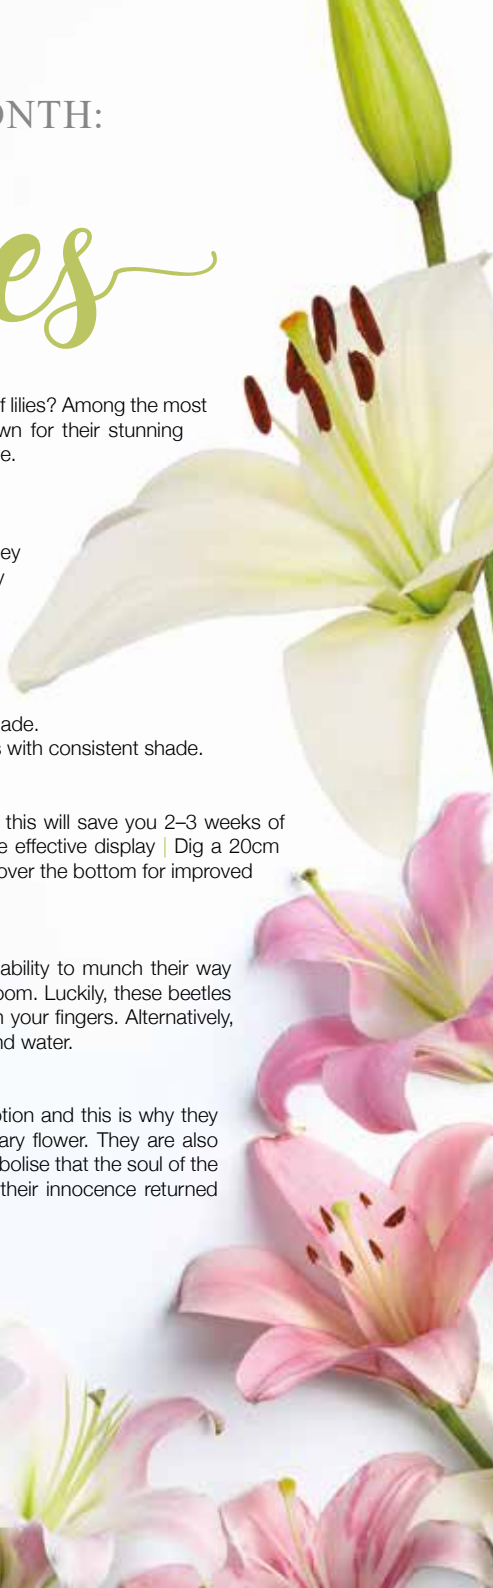 ONTH:
es
f lilies? Among the most
wn for their stunning
e.
ey
y
ade.
s with consistent shade.
this will save you 2–3 weeks of
e effective display | Dig a 20cm
over the bottom for improved
ability to munch their way
oom. Luckily, these beetles
n your fingers. Alternatively,
nd water.
ption and this is why they
ary flower. They are also
bolise that the soul of the
their innocence returned